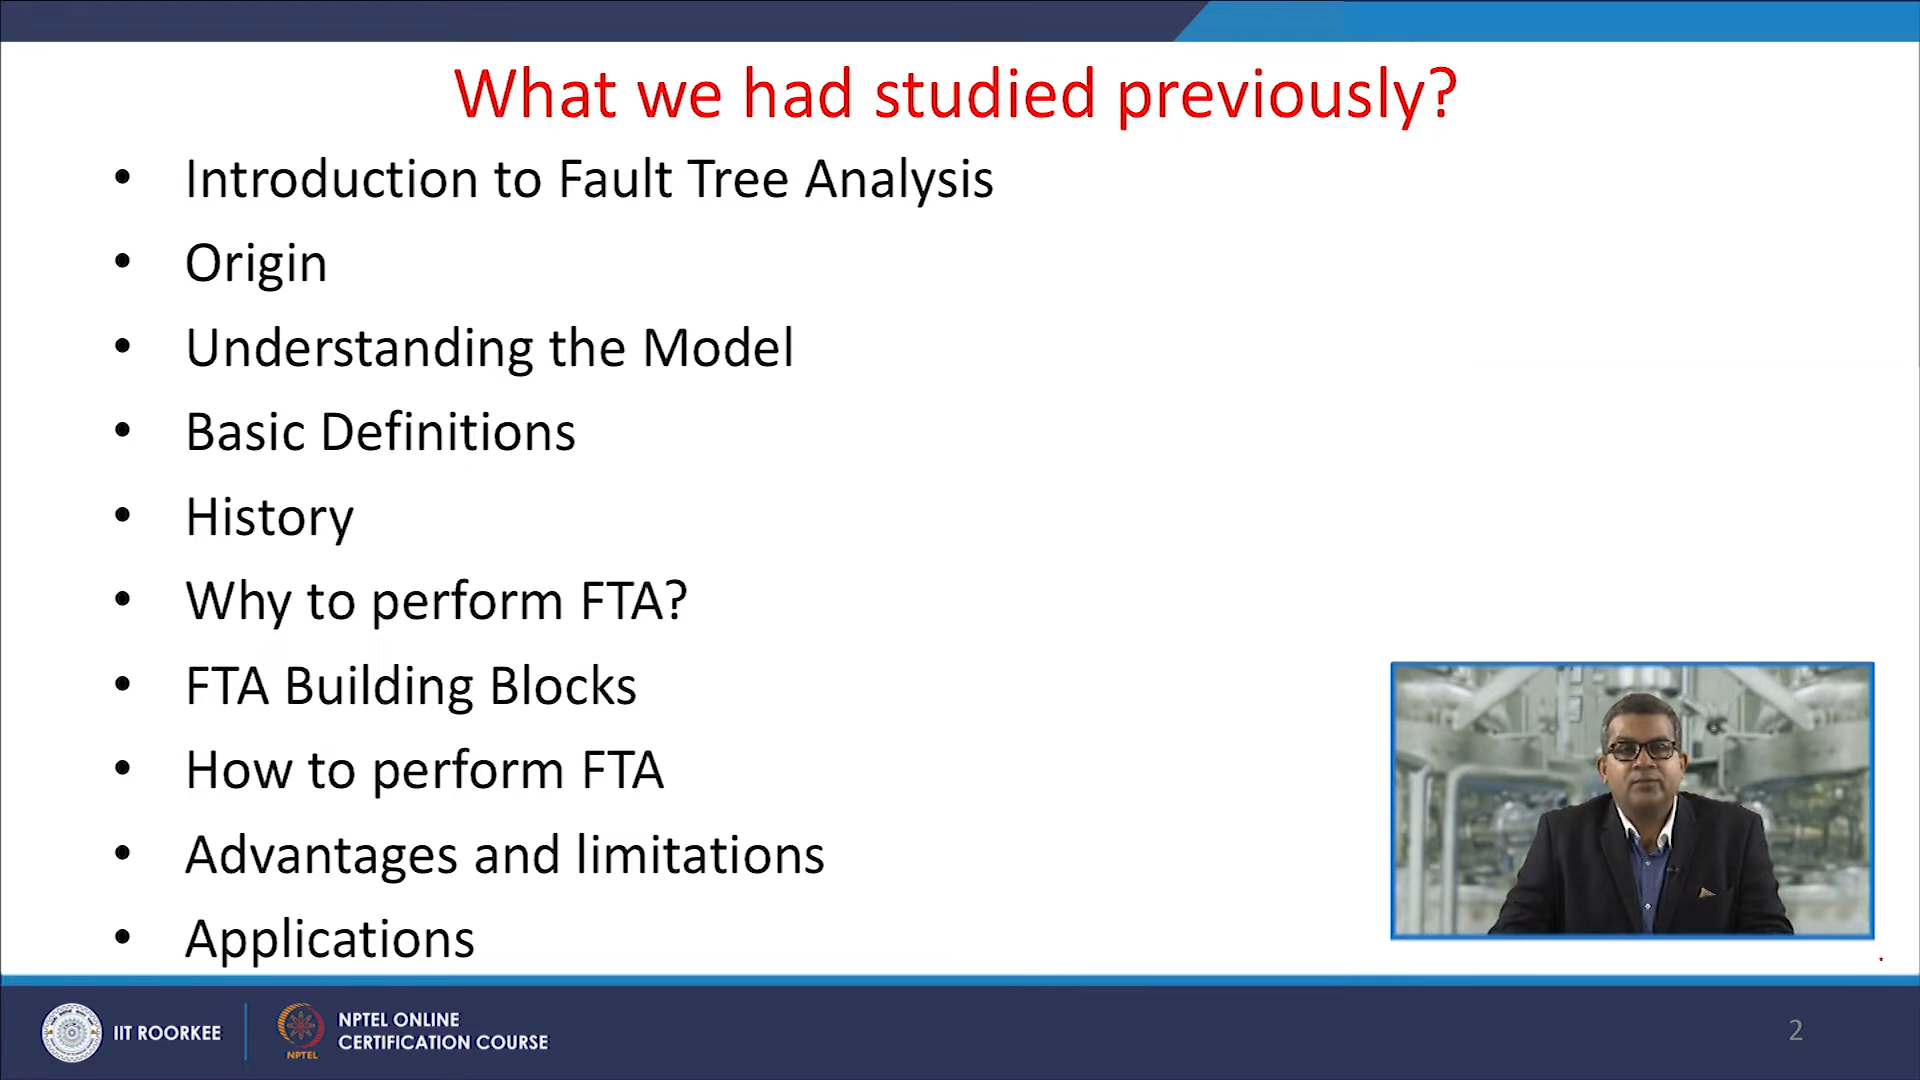 What we had studied previously?
• Introduction to Fault Tree Analysis
• Origin
• Understanding the Model
• Basic Definitions
• History
• Why to perform FTA?
• FTA Building Blocks
• How to perform FTA
• Advantages and limitations
• Applications
IIT ROORKEE
NPTEL
NPTEL ONLINE
CERTIFICATION COURSE
2